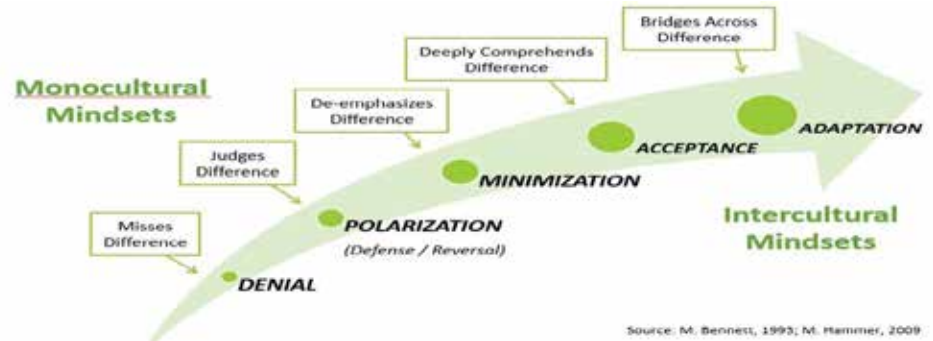 Bridges Across
Difference
Deeply Comprehends
Difference
Monocultural
Mindsets
De-emphasizes
Difference
ADAPTATION
ACCEPTANCE
Judges
Difference
MINIMIZATION
Misses
Difference
POLARIZATION
(Defense / Reversal)
Intercultural
Mindsets
DENIAL
Source: M. Bennett, 1993; M. Hammer, 2009